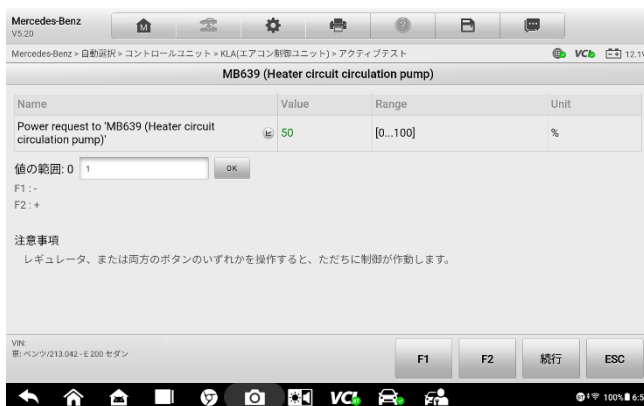 Mercedes-Benz
V5.20
Mercedes-Benz > 自動選択 > コントロールユニット > KLA(エアコン制御ユニット) > アクティブテスト
VCI 12.1V
MB639 (Heater circuit circulation pump)
Name Value Range Unit
Power request to 'MB639 (Heater circuit circulation pump)' 50 [0...100] %
値の範囲: 0 1 OK
F1 : -
F2 : +
注意事項
レギュレータ、または両方のボタンのいずれかを操作すると、ただちに制御が作動します。
VIN:
車: ベンツ/213.042 - E 200 セダン
F1 F2 続行 ESC
VCI 100%